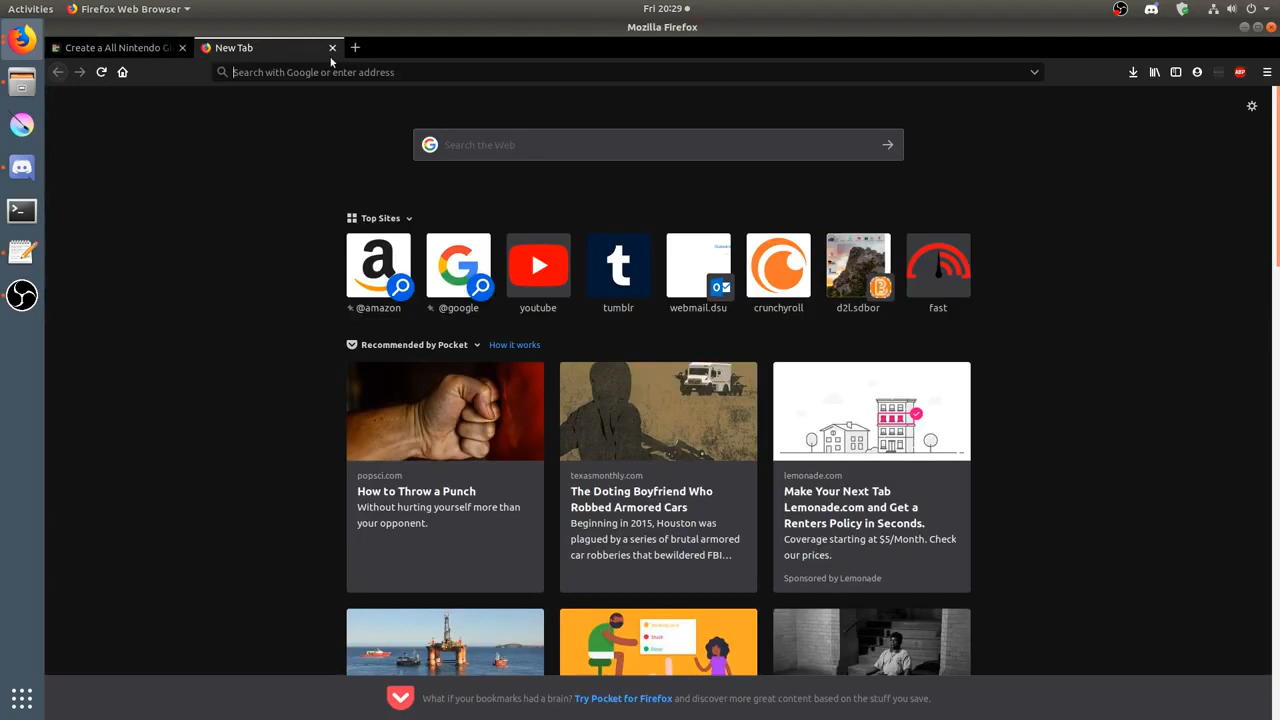 Activities
Firefox Web Browser
Fri 20:29
Mozilla Firefox
Create a All Nintendo G
New Tab
Search with Google or enter address
ABP
Search the Web
Top Sites
@amazon
@google
youtube
tumblr
webmail.dsu
crunchyroll
d2l.sdbor
fast
Recommended by Pocket
How it works
popsci.com
How to Throw a Punch
Without hurting yourself more than
your opponent.
texasmonthly.com
The Doting Boyfriend Who
Robbed Armored Cars
Beginning in 2015, Houston was
plagued by a series of brutal armored
car robberies that bewildered FBI…
lemonade.com
Make Your Next Tab
Lemonade.com and Get a
Renters Policy in Seconds.
Coverage starting at $5/Month. Check
our prices.
Sponsored by Lemonade
What if your bookmarks had a brain? Try Pocket for Firefox and discover more great content based on the stuff you save.